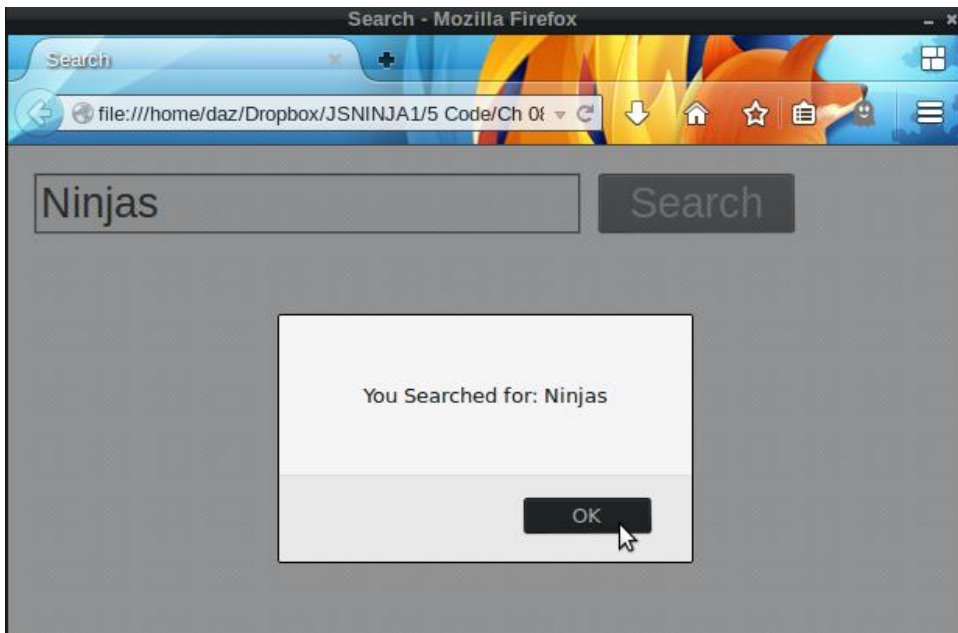 Search - Mozilla Firefox
Search
file:///home/daz/Dropbox/JSNINJA1/5 Code/Ch 08
Ninjas
Search
You Searched for: Ninjas
OK